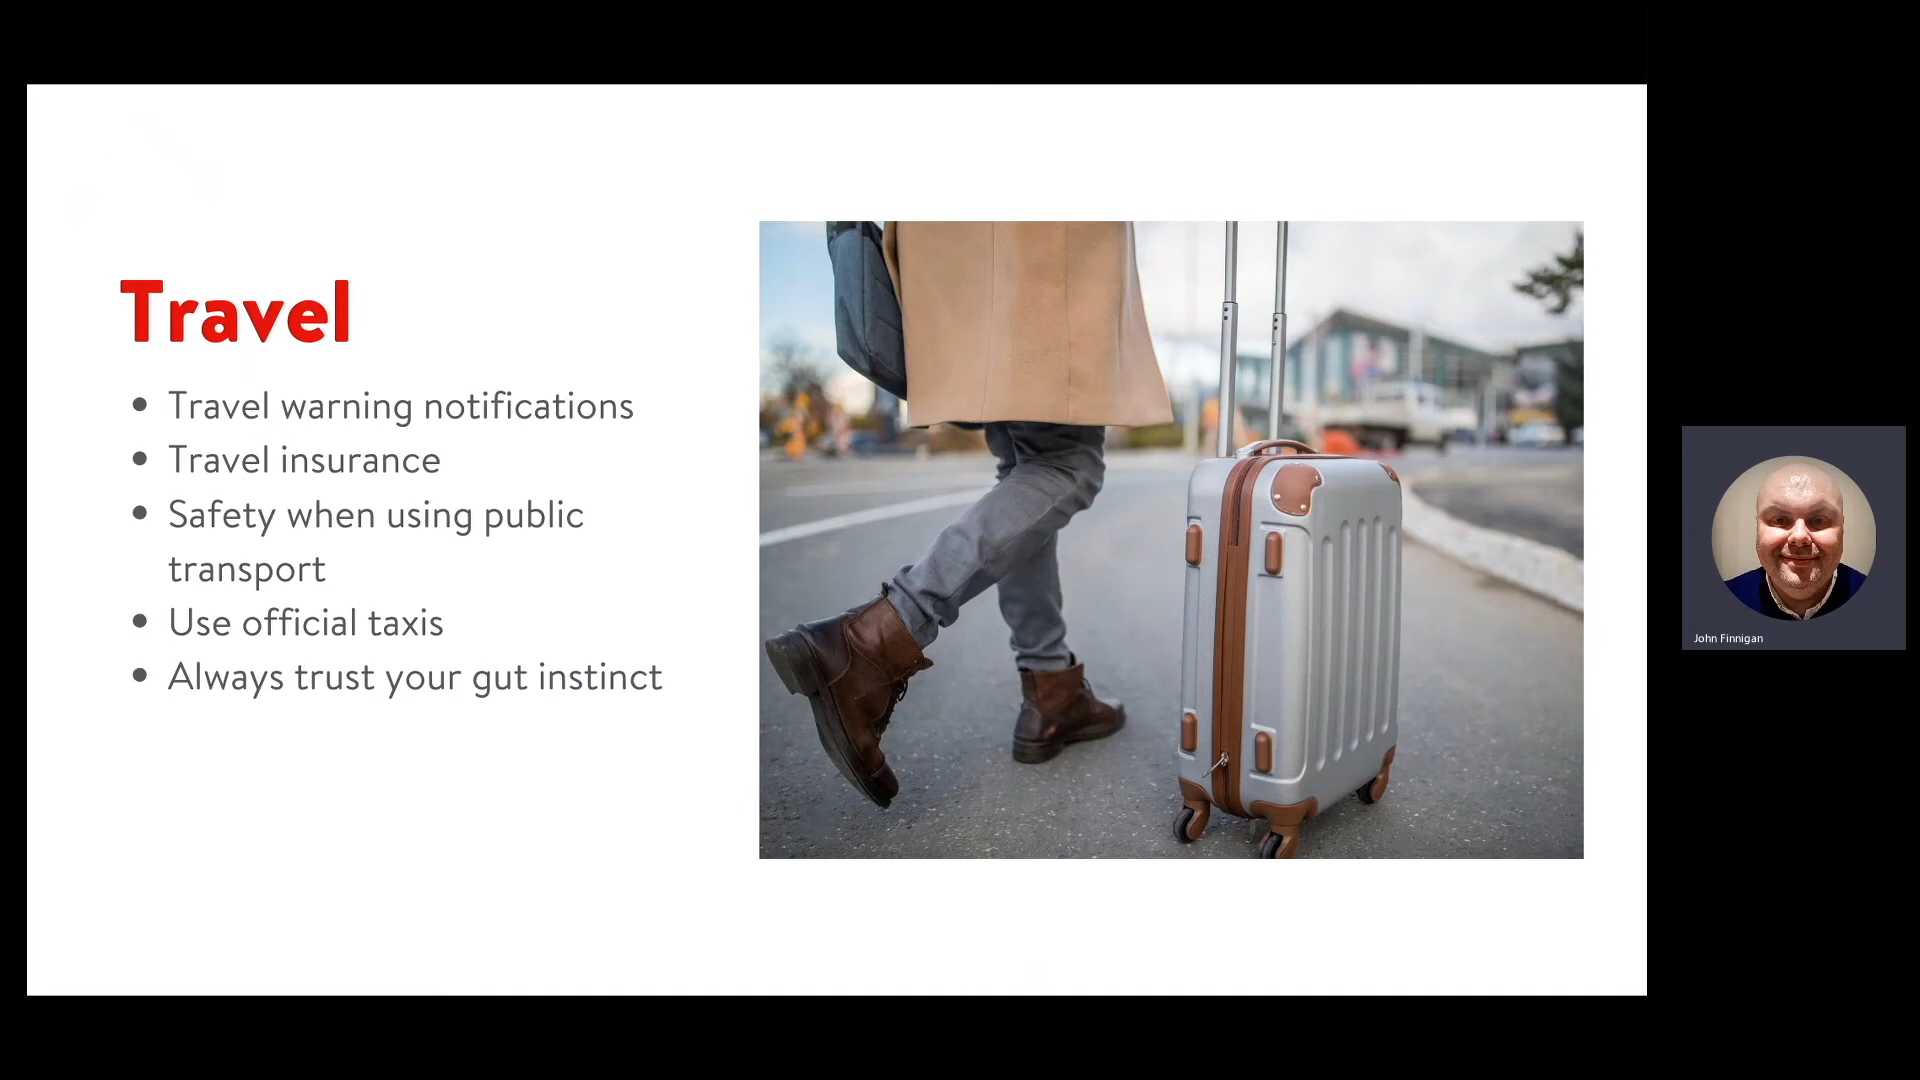 Travel
• Travel warning notifications
• Travel insurance
• Safety when using public
transport
• Use official taxis
• Always trust your gut instinct
John Finnigan